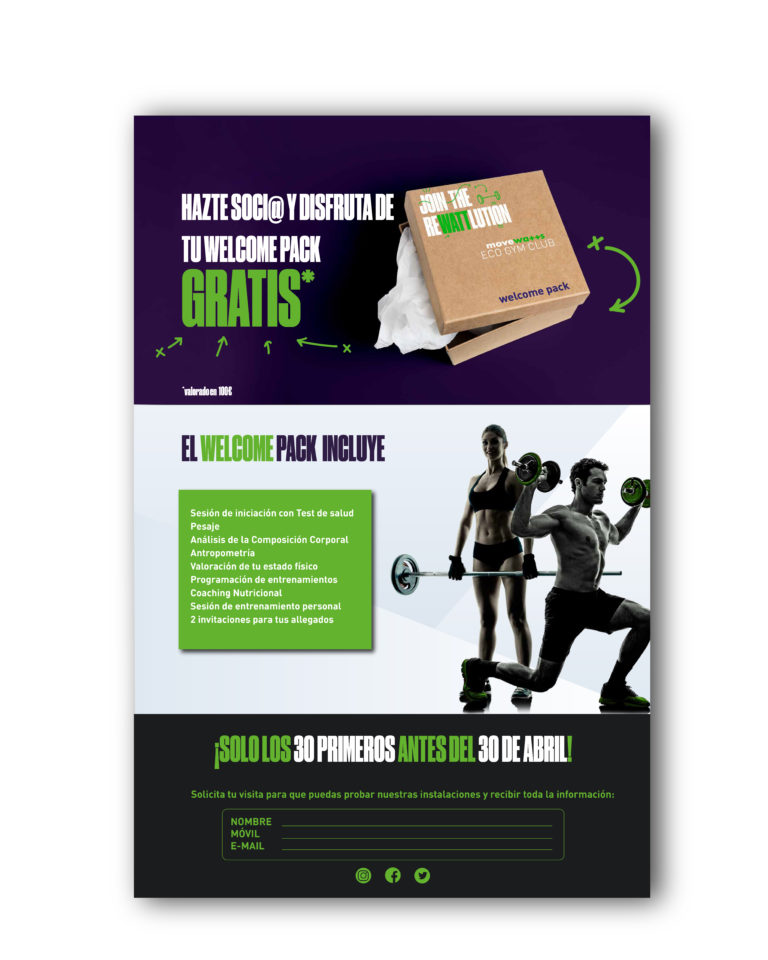 HAZTE SOCI@ Y DISFRUTA DE
TU WELCOME PACK
GRATIS*
*valorado en 100€
JOIN THE
REWATTLUTION
movewa++s
ECO GYM CLUB
welcome pack
EL WELCOME PACK INCLUYE
Sesión de iniciación con Test de salud
Pesaje
Análisis de la Composición Corporal
Antropometría
Valoración de tu estado físico
Programación de entrenamientos
Coaching Nutricional
Sesión de entrenamiento personal
2 invitaciones para tus allegados
¡SOLO LOS 30 PRIMEROS ANTES DEL 30 DE ABRIL!
Solicita tu visita para que puedas probar nuestras instalaciones y recibir toda la información:
NOMBRE
MÓVIL
E-MAIL